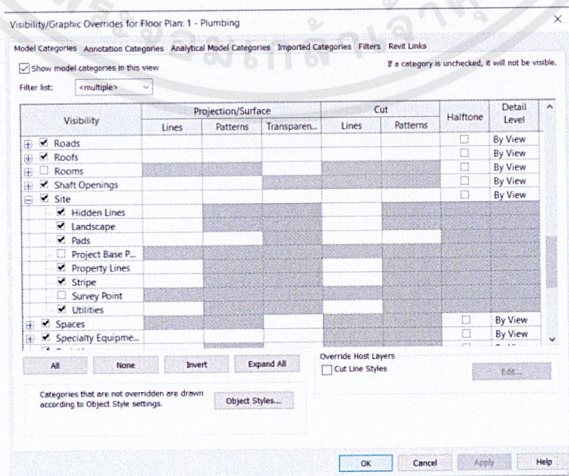 Visibility/Graphic Overrides for Floor Plan: 1 - Plumbing
Model Categories Annotation Categories Analytical Model Categories Imported Categories Filters Revit Links
Show model categories in this view
If a category is unchecked, it will not be visible.
Filter list: <multiple>
Visibility Projection/Surface Cut Halftone Detail Level
Lines Patterns Transparen... Lines Patterns
Roads By View
Roofs By View
Rooms By View
Shaft Openings By View
Site By View
Hidden Lines
Landscape
Pads
Project Base P...
Property Lines
Stripe
Survey Point
Utilities
Spaces By View
Specialty Equipme... By View
All None Invert Expand All
Override Host Layers
Cut Line Styles
Edit...
Categories that are not overridden are drawn
according to Object Style settings.
Object Styles...
OK Cancel Apply Help